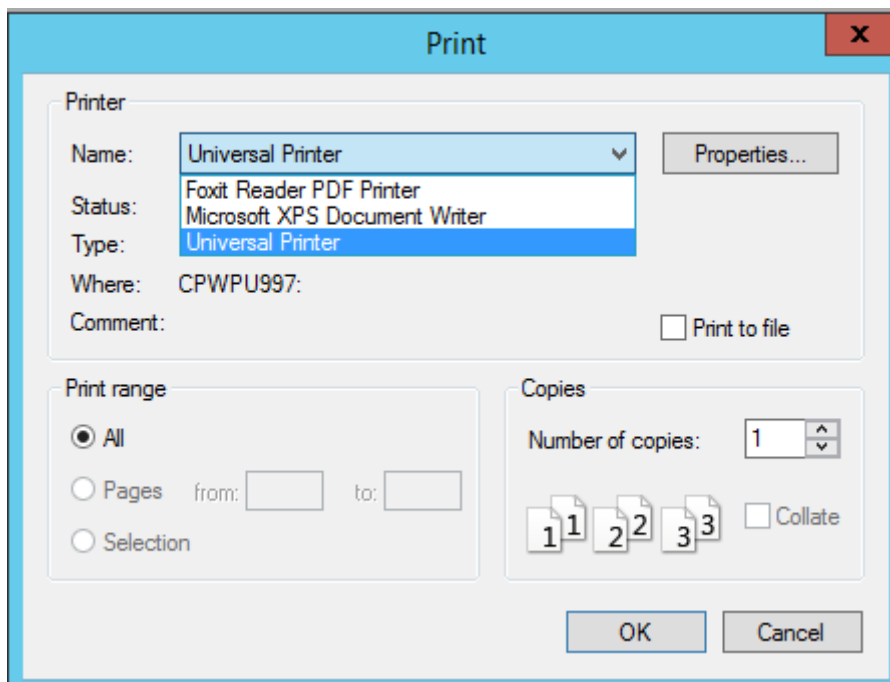 Print
x
Printer
Name: Universal Printer Properties...
Foxit Reader PDF Printer
Status: Microsoft XPS Document Writer
Type: Universal Printer
Where: CPWPU997:
Comment: Print to file
Print range Copies
All Number of copies: 1
Pages from: to:
1 1 2 2 3 3 Collate
Selection
OK Cancel